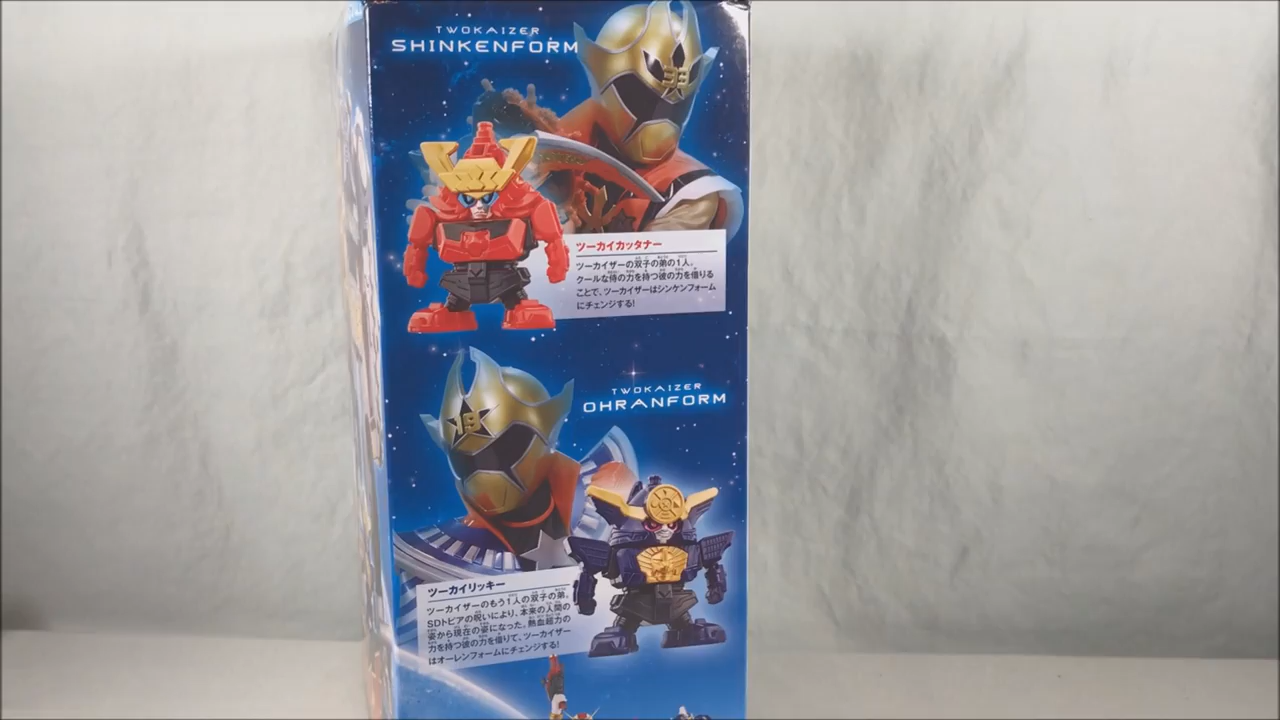 TWOKAIZER
SHINKENFORM
33
ツーカイカッタナー
ツーカイザーの双子の弟の1人。
クールな侍の力を持つ彼の力を借りる
ことで、ツーカイザーはシンケンフォーム
にチェンジする!
TWOKAIZER
OHRANFORM
19
ツーカイリッキー
ツーカイザーのもう1人の双子の弟。
SDトピアの呪いにより、本来の人間の
姿から現在の姿になった。熱血超力の
力を持つ彼の力を借りて、ツーカイザー
はオーレンフォームにチェンジする!